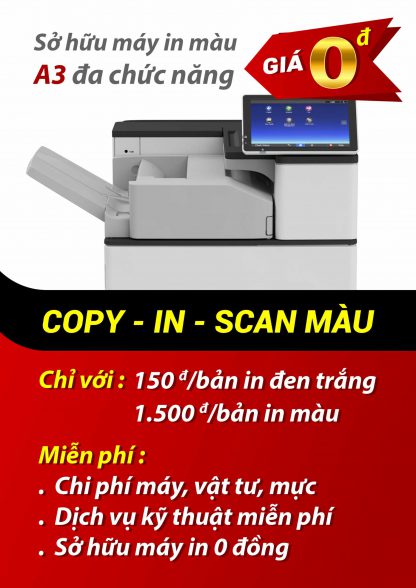 Sở hữu máy in màu
A3 đa chức năng
GIÁ 0đ
COPY - IN - SCAN MÀU
Chỉ với : 150 đ/bản in đen trắng
1.500 đ/bản in màu
Miễn phí :
. Chi phí máy, vật tư, mực
. Dịch vụ kỹ thuật miễn phí
. Sở hữu máy in 0 đồng